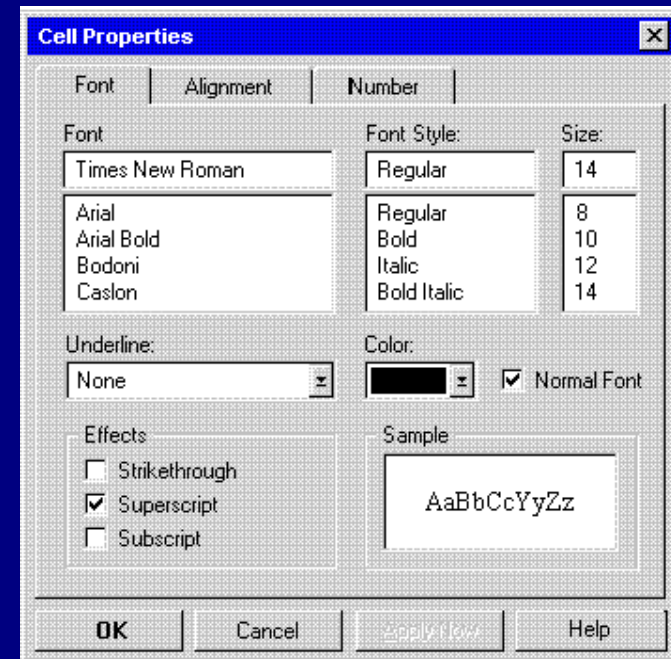 Cell Properties
Font Alignment Number
Font Font Style: Size:
Times New Roman Regular 14
Arial Regular 8
Arial Bold Bold 10
Bodoni Italic 12
Caslon Bold Italic 14
Underline: Color:
None Normal Font
Effects Sample
Strikethrough
Superscript AaBbCcYyZz
Subscript
OK Cancel Apply Now Help